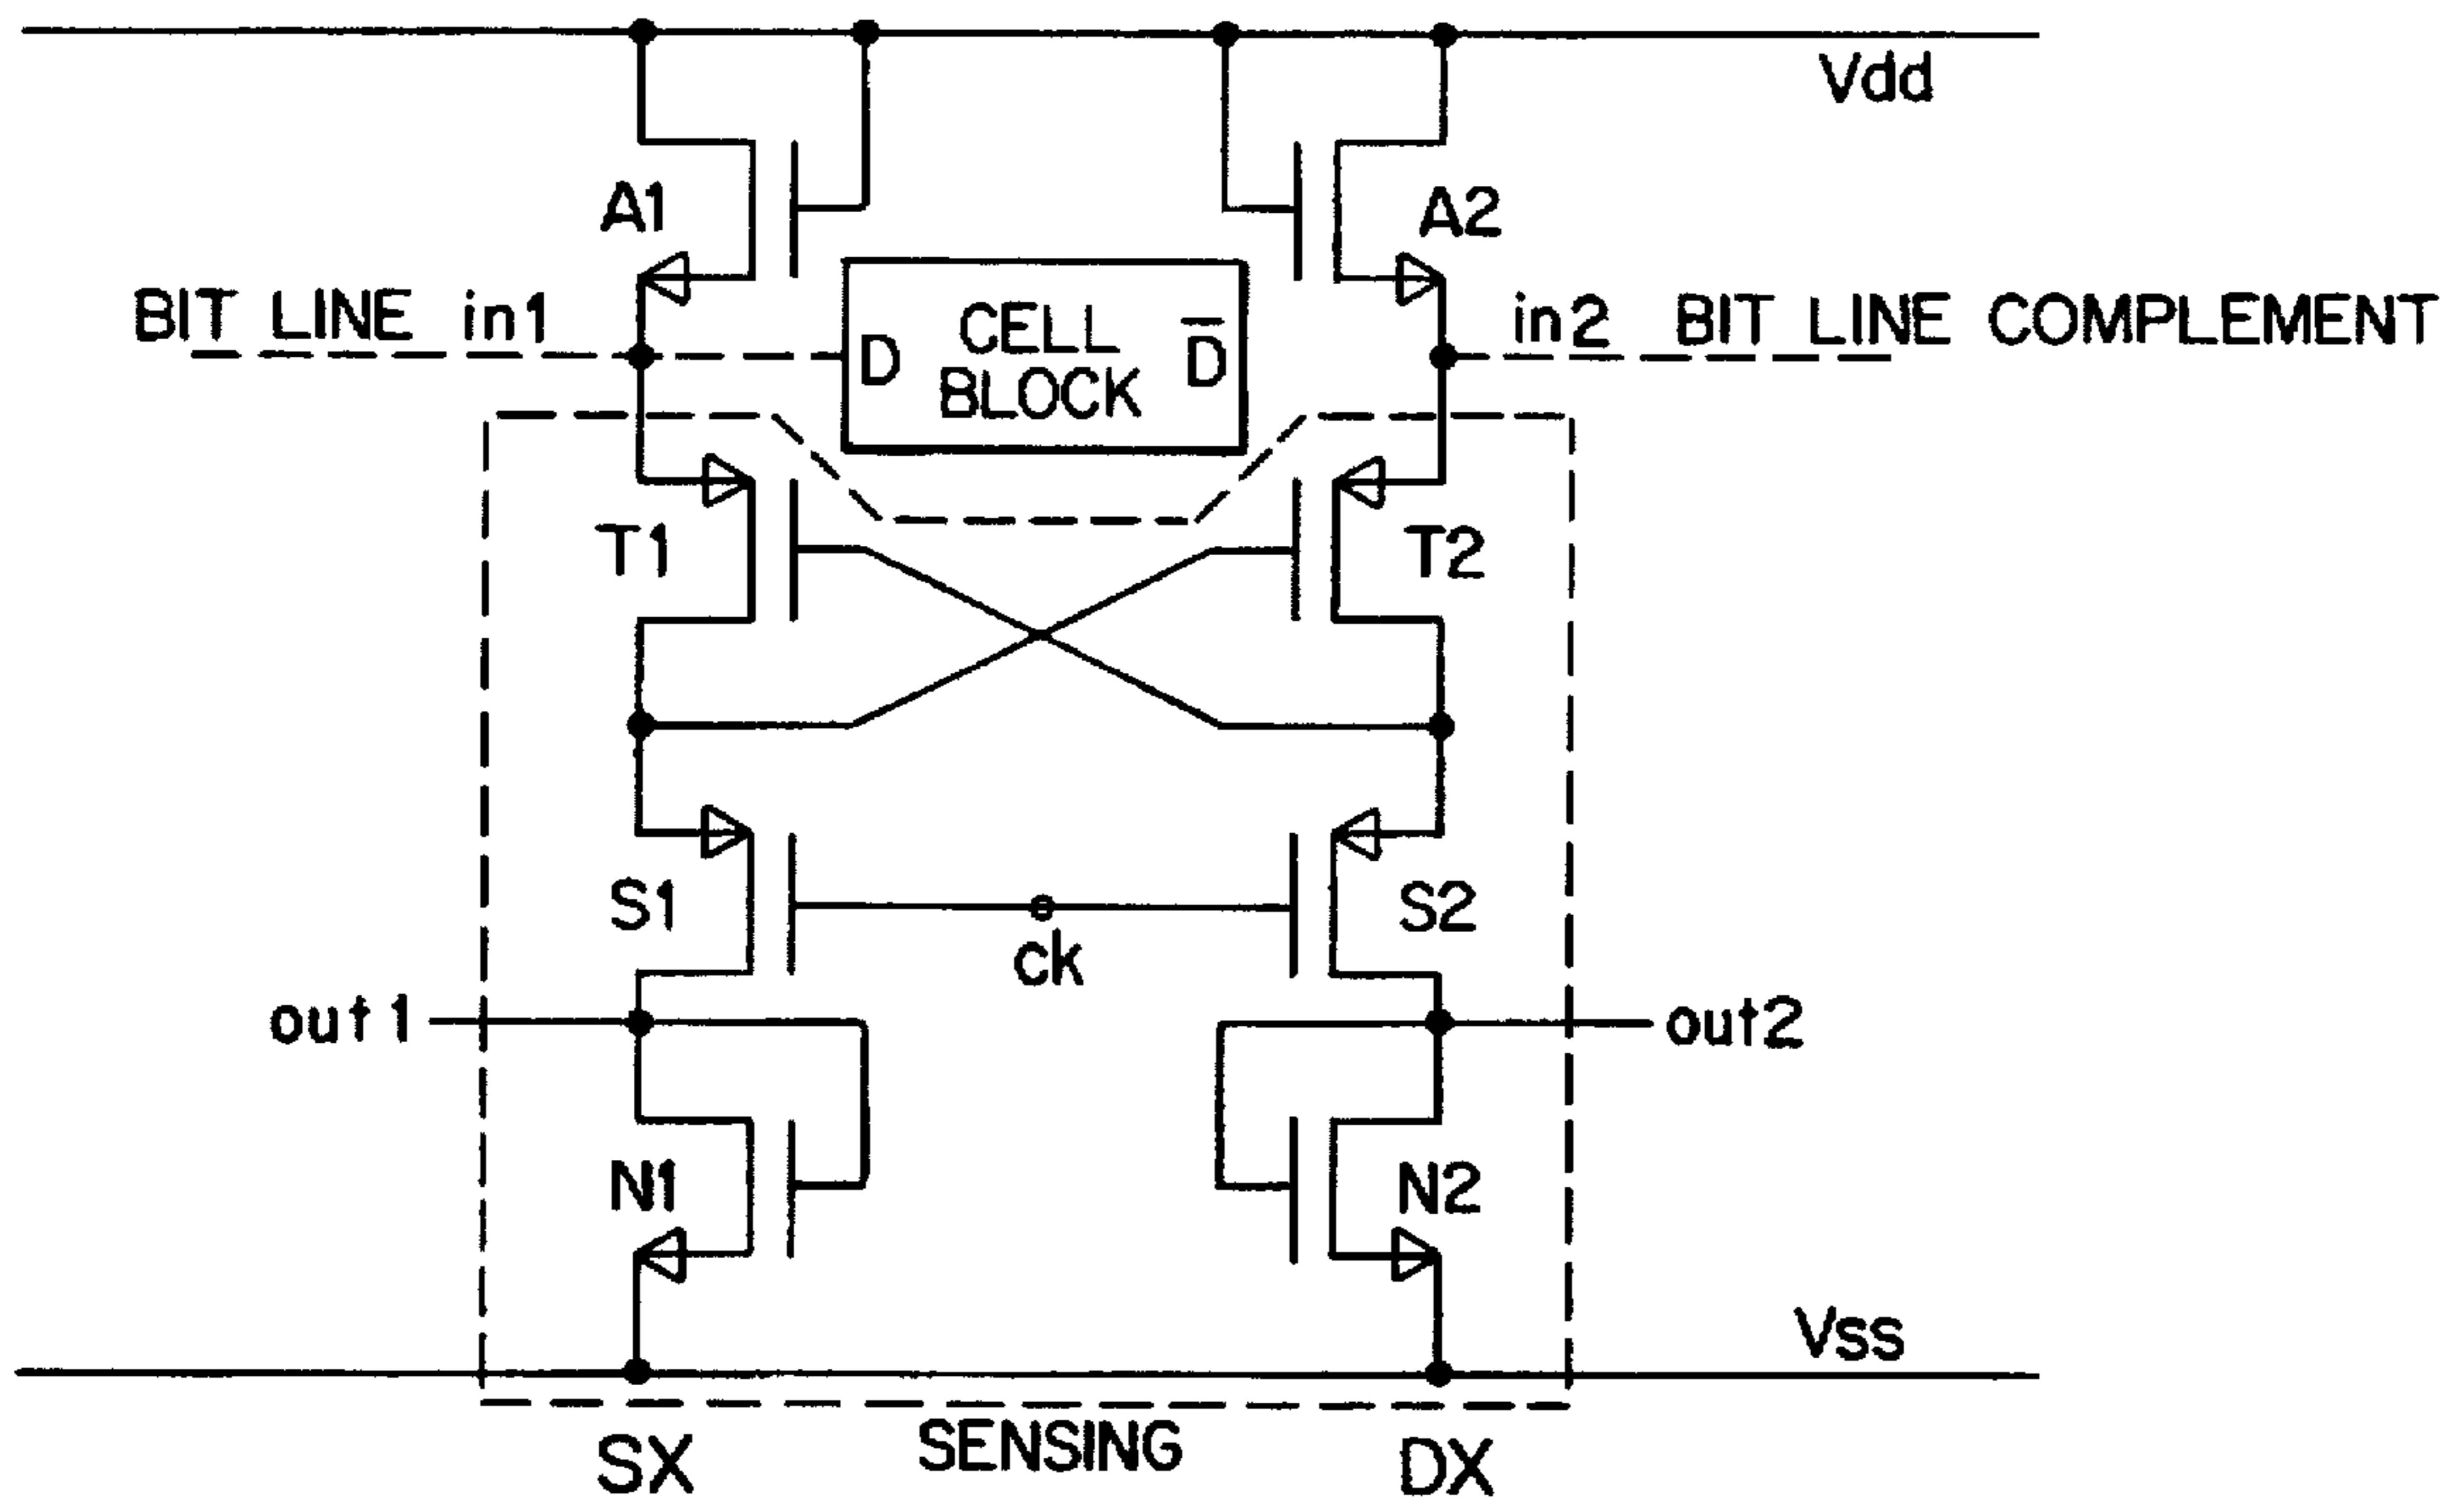 Vdd
A1
A2
BIT LINE in1
in2 BIT LINE COMPLEMENT
D
CELL
BLOCK
D̅
T1
T2
S1
S2
ck
out1
out2
N1
N2
Vss
SENSING
SX
DX